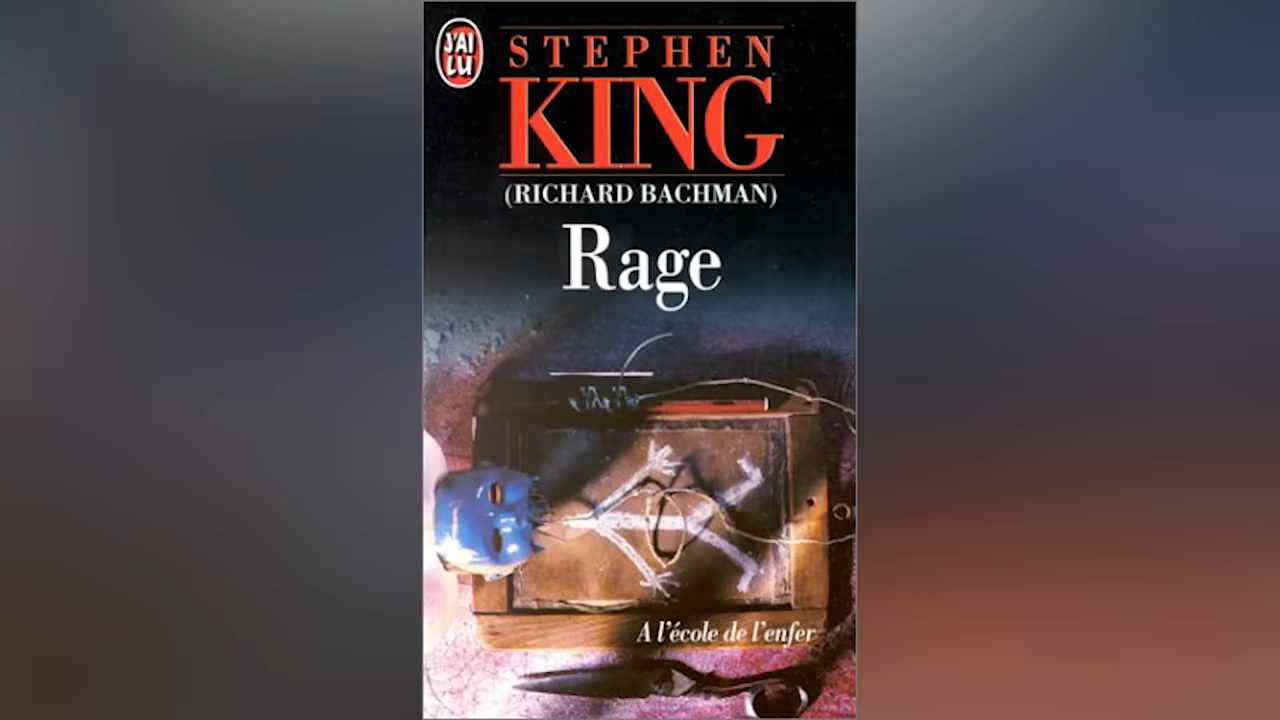 J'AI
LU
STEPHEN
KING
(RICHARD BACHMAN)
Rage
A l'école de l'enfer